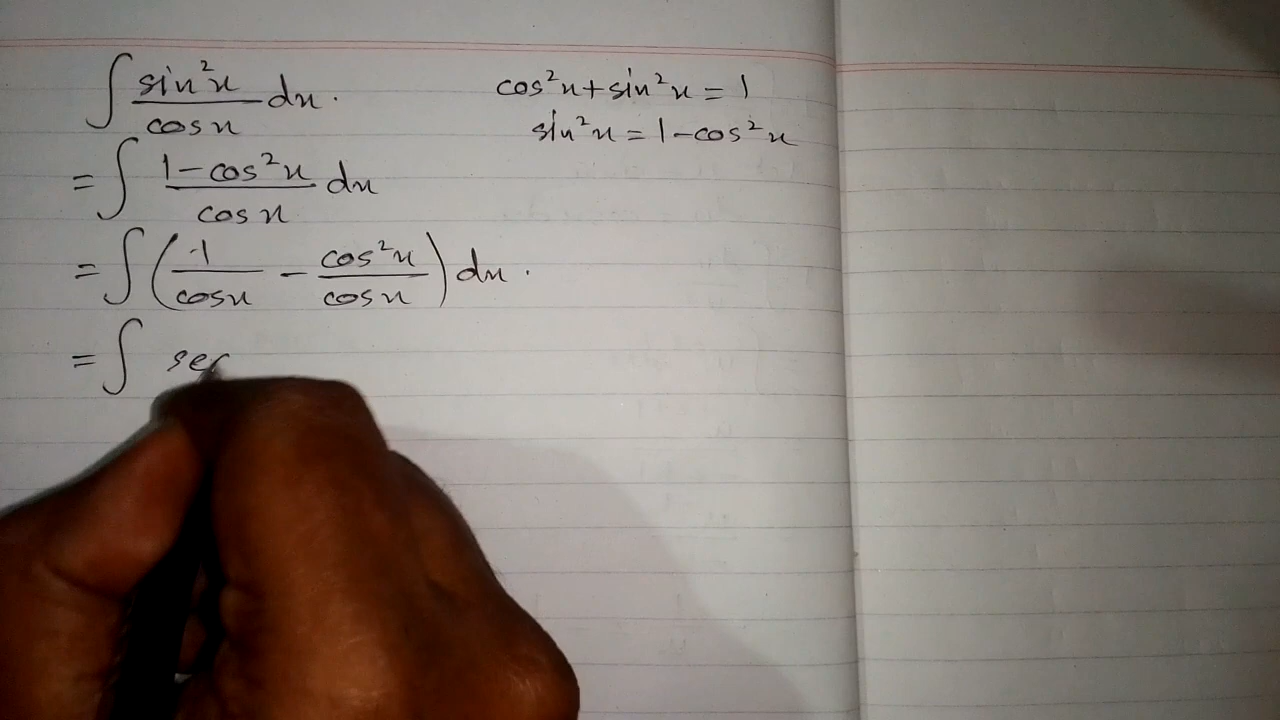 ∫ sin²x / cos x dx.
cos²x + sin²x = 1
sin²x = 1 - cos²x
= ∫ 1 - cos²x / cos x dx
= ∫ (1 / cos x - cos²x / cos x) dx.
= ∫ sec